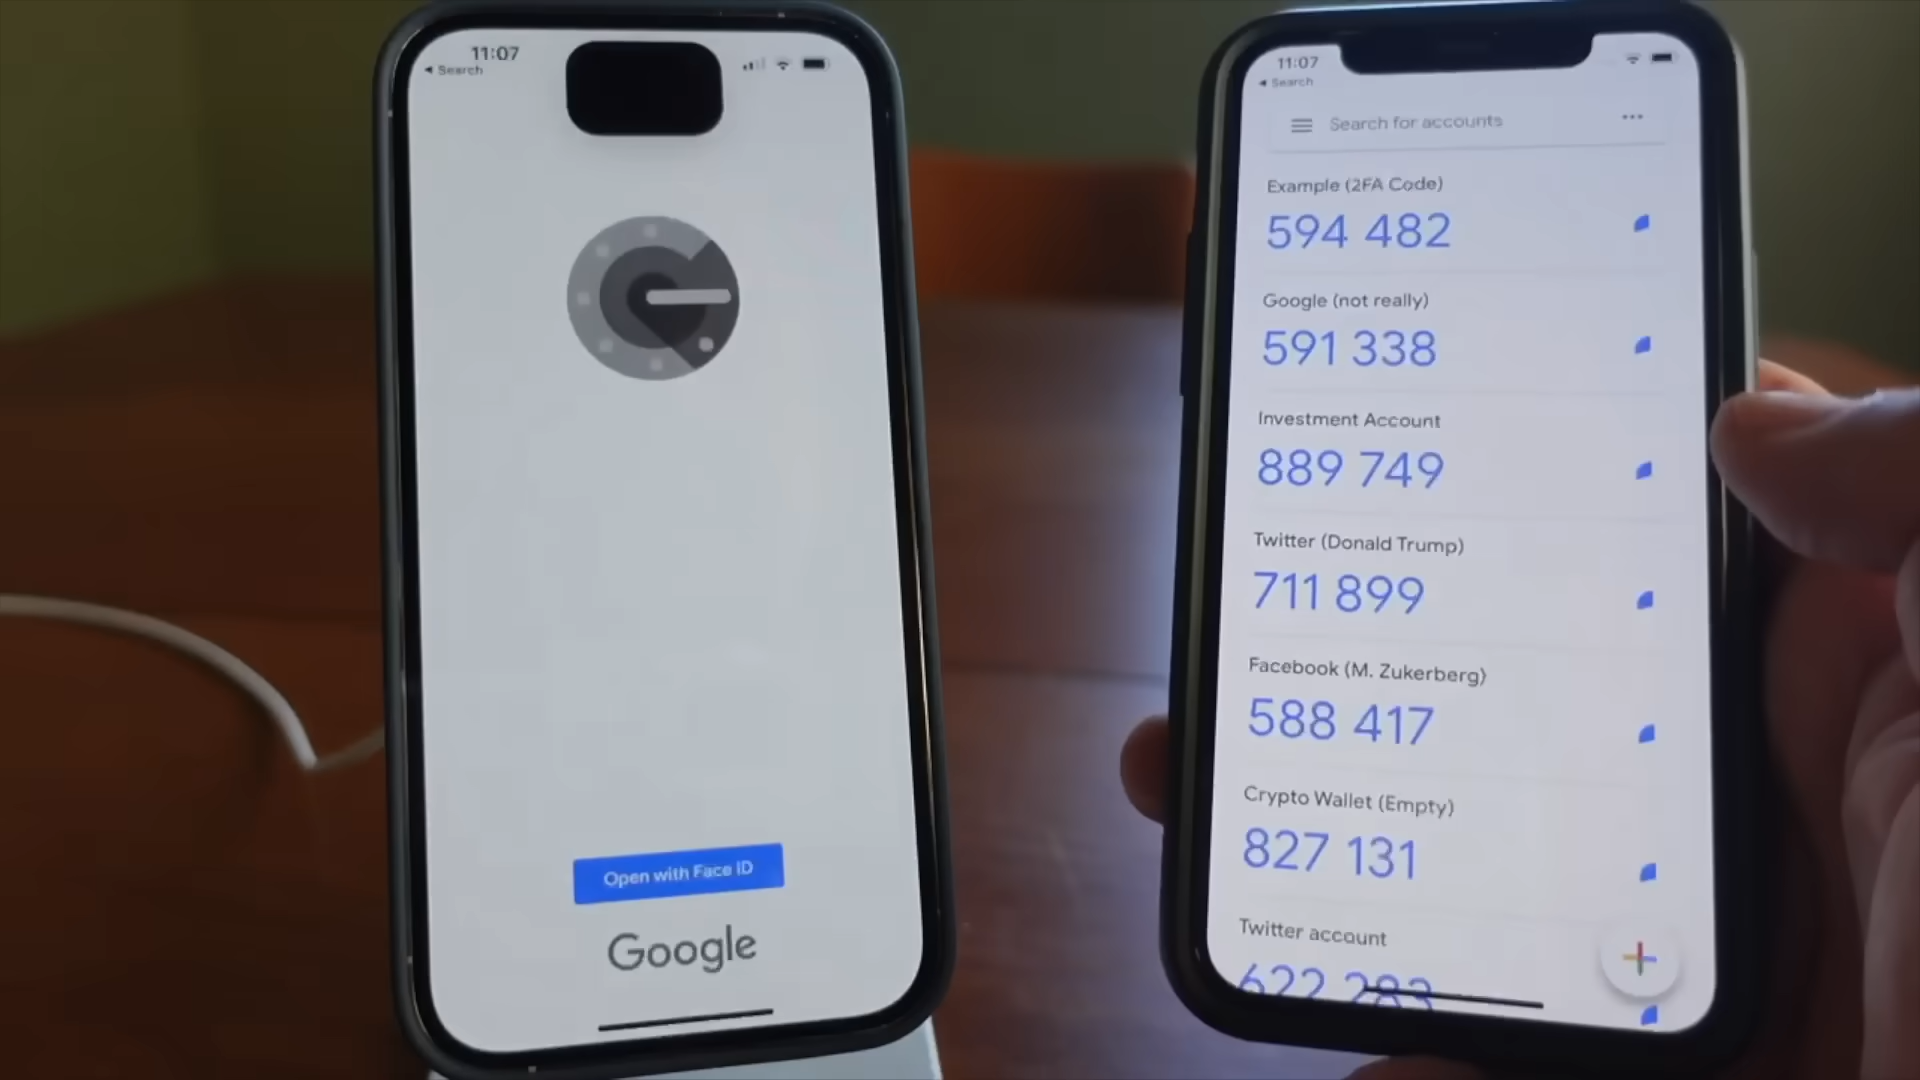 11:07
◄ Search
Open with Face ID
Google
11:07
◄ Search
Search for accounts
Example (2FA Code)
594 482
Google (not really)
591 338
Investment Account
889 749
Twitter (Donald Trump)
711 899
Facebook (M. Zukerberg)
588 417
Crypto Wallet (Empty)
827 131
Twitter account
622 283